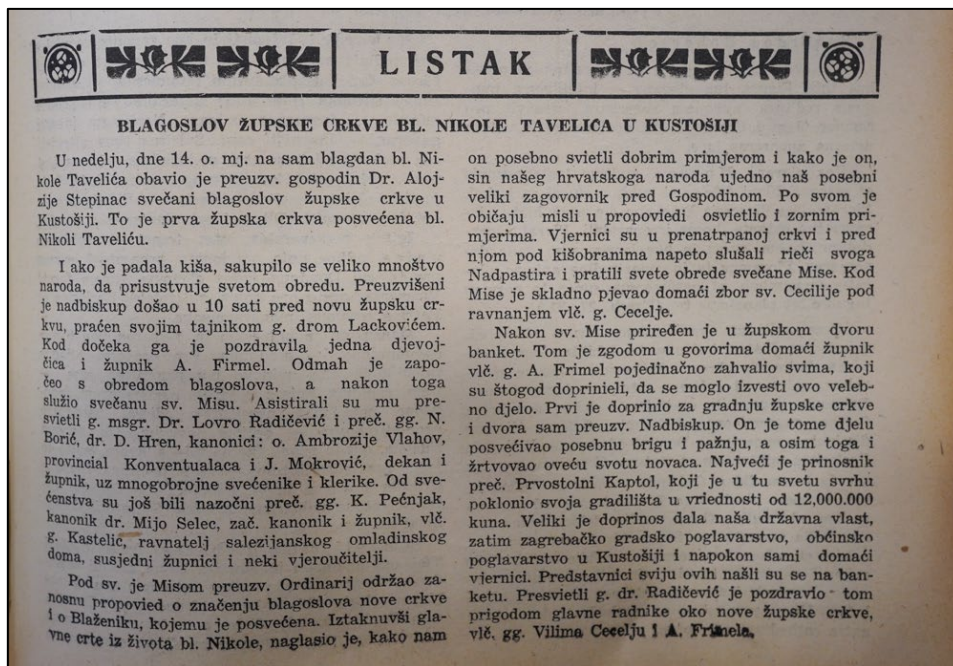 LISTAK
BLAGOSLOV ŽUPSKE CRKVE BL. NIKOLE TAVELIĆA U KUSTOŠIJI
U nedelju, dne 14. o. mj. na sam blagdan bl. Ni-
kole Tavelića obavio je preuzv. gospodin Dr. Aloj-
zije Stepinac svečani blagoslov župske crkve u
Kustošiji. To je prva župska crkva posvećena bl.
Nikoli Taveliću.
I ako je padala kiša, sakupilo se veliko mnoštvo
naroda, da prisustvuje svetom obredu. Preuzvišeni
je nadbiskup došao u 10 sati pred novu župsku cr-
kvu, praćen svojim tajnikom g. drom Lackovićem.
Kod dočeka ga je pozdravila jedna djevoj-
čica i župnik A. Firmel. Odmah je zapo-
čeo s obredom blagoslova, a nakon toga
služio svečanu sv. Misu. Asistirali su mu pre-
svietli g. msgr. Dr. Lovro Radičević i preč. gg. N.
Borić, dr. D. Hren, kanonici: o. Ambrozije Vlahov,
provincial Konventualaca i J. Mokrović, dekan i
župnik, uz mnogobrojne svećenike i klerike. Od sve-
ćenstva su još bili nazočni preč. gg. K. Pećnjak,
kanonik dr. Mijo Selec, zač. kanonik i župnik, vlč.
g. Kastelic, ravnatelj salezijanskog omladinskog
doma, susjedni župnici i neki vjeroučitelji.
Pod sv. je Misom preuzv. Ordinarij održao za-
nosnu propovied o značenju blagoslova nove crkve
i o Blaženiku, kojemu je posvećena. Iztaknuvši gla-
vne crte iz života bl. Nikole, naglasio je, kako nam
on posebno svietli dobrim primjerom i kako je on,
sin našeg hrvatskoga naroda ujedno naš posebni
veliki zagovornik pred Gospodinom. Po svom je
običaju misli u propoviedi osvietlio i zornim pri-
mjerima. Vjernici su u prenatrpanoj crkvi i pred
njom pod kišobranima napeto slušali rieči svoga
Nadpastira i pratili svete obrede svečane Mise. Kod
Mise je skladno pjevao domaći zbor sv. Cecilije pod
ravnanjem vlč. g. Cecelje.
Nakon sv. Mise priređen je u župskom dvoru
banket. Tom je zgodom u govorima domaći župnik
vlč. g. A. Frimel pojedinačno zahvalio svima, koji
su štogod doprinieli, da se moglo izvesti ovo veleb-
no djelo. Prvi je doprinio za gradnju župske crkve
i dvora sam preuzv. Nadbiskup. On je tome djelu
posvećivao posebnu brigu i pažnju, a osim toga i
žrtvovao oveću svotu novaca. Najveći je prinosnik
preč. Prvostolni Kaptol, koji je u tu svetu svrhu
poklonio svoja gradilišta u vriednosti od 12,000.000
kuna. Veliki je doprinos dala naša državna vlast,
zatim zagrebačko gradsko poglavarstvo, obćinsko
poglavarstvo u Kustošiji i napokon sami domaći
vjernici. Predstavnici sviju ovih našli su se na ban-
ketu. Presvietli g. dr. Radičević je pozdravio tom
prigodom glavne radnike oko nove župske crkve,
vlč. gg. Vilima Cecelju i A. Frimela.